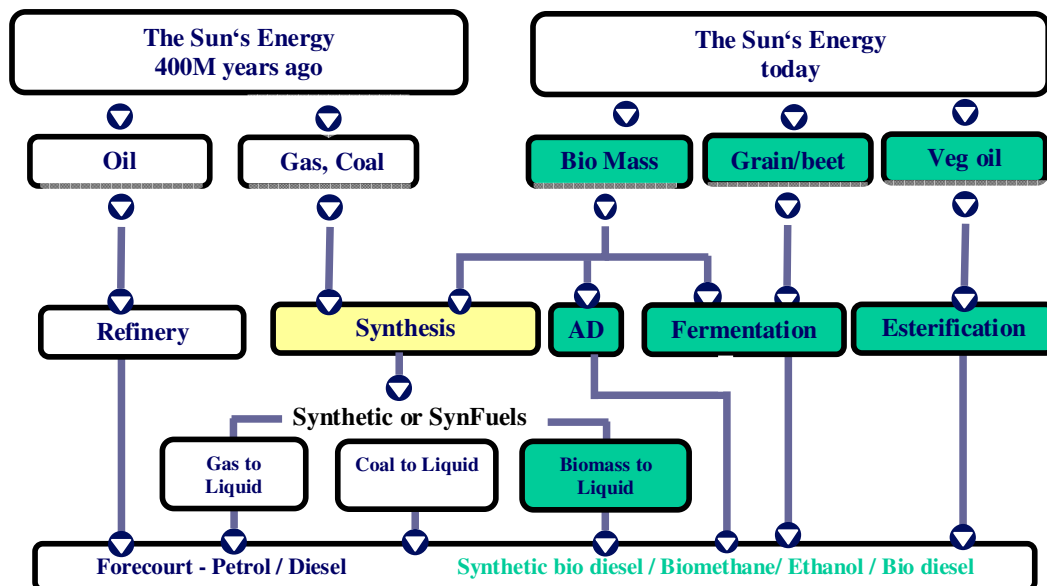 The Sun‘s Energy
400M years ago
The Sun‘s Energy
today
Oil
Gas, Coal
Bio Mass
Grain/beet
Veg oil
Refinery
Synthesis
AD
Fermentation
Esterification
Synthetic or SynFuels
Gas to
Liquid
Coal to Liquid
Biomass to
Liquid
Forecourt - Petrol / Diesel
Synthetic bio diesel / Biomethane/ Ethanol / Bio diesel